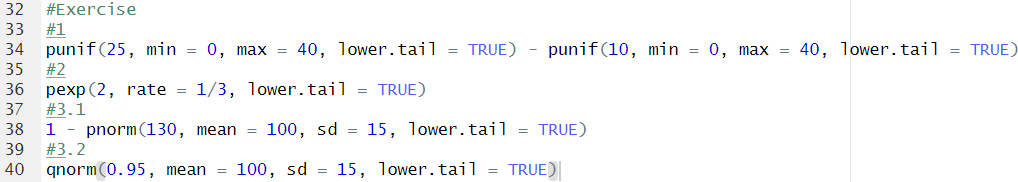 32 #Exercise
33 #1
34 punif(25, min = 0, max = 40, lower.tail = TRUE) - punif(10, min = 0, max = 40, lower.tail = TRUE)
35 #2
36 pexp(2, rate = 1/3, lower.tail = TRUE)
37 #3.1
38 1 - pnorm(130, mean = 100, sd = 15, lower.tail = TRUE)
39 #3.2
40 qnorm(0.95, mean = 100, sd = 15, lower.tail = TRUE)